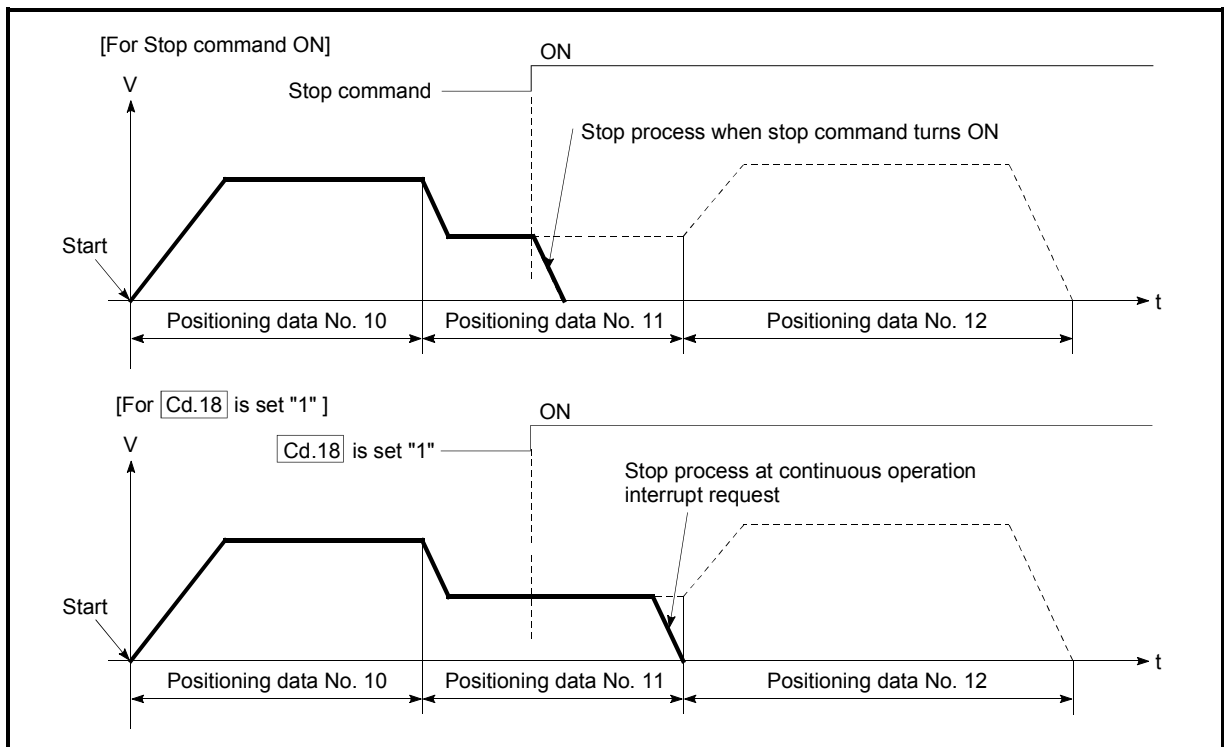 [For Stop command ON]
ON
V
Stop command
Stop process when stop command turns ON
Start
t
Positioning data No. 10
Positioning data No. 11
Positioning data No. 12
[For Cd.18 is set "1" ]
ON
V
Cd.18 is set "1"
Stop process at continuous operation
interrupt request
Start
t
Positioning data No. 10
Positioning data No. 11
Positioning data No. 12